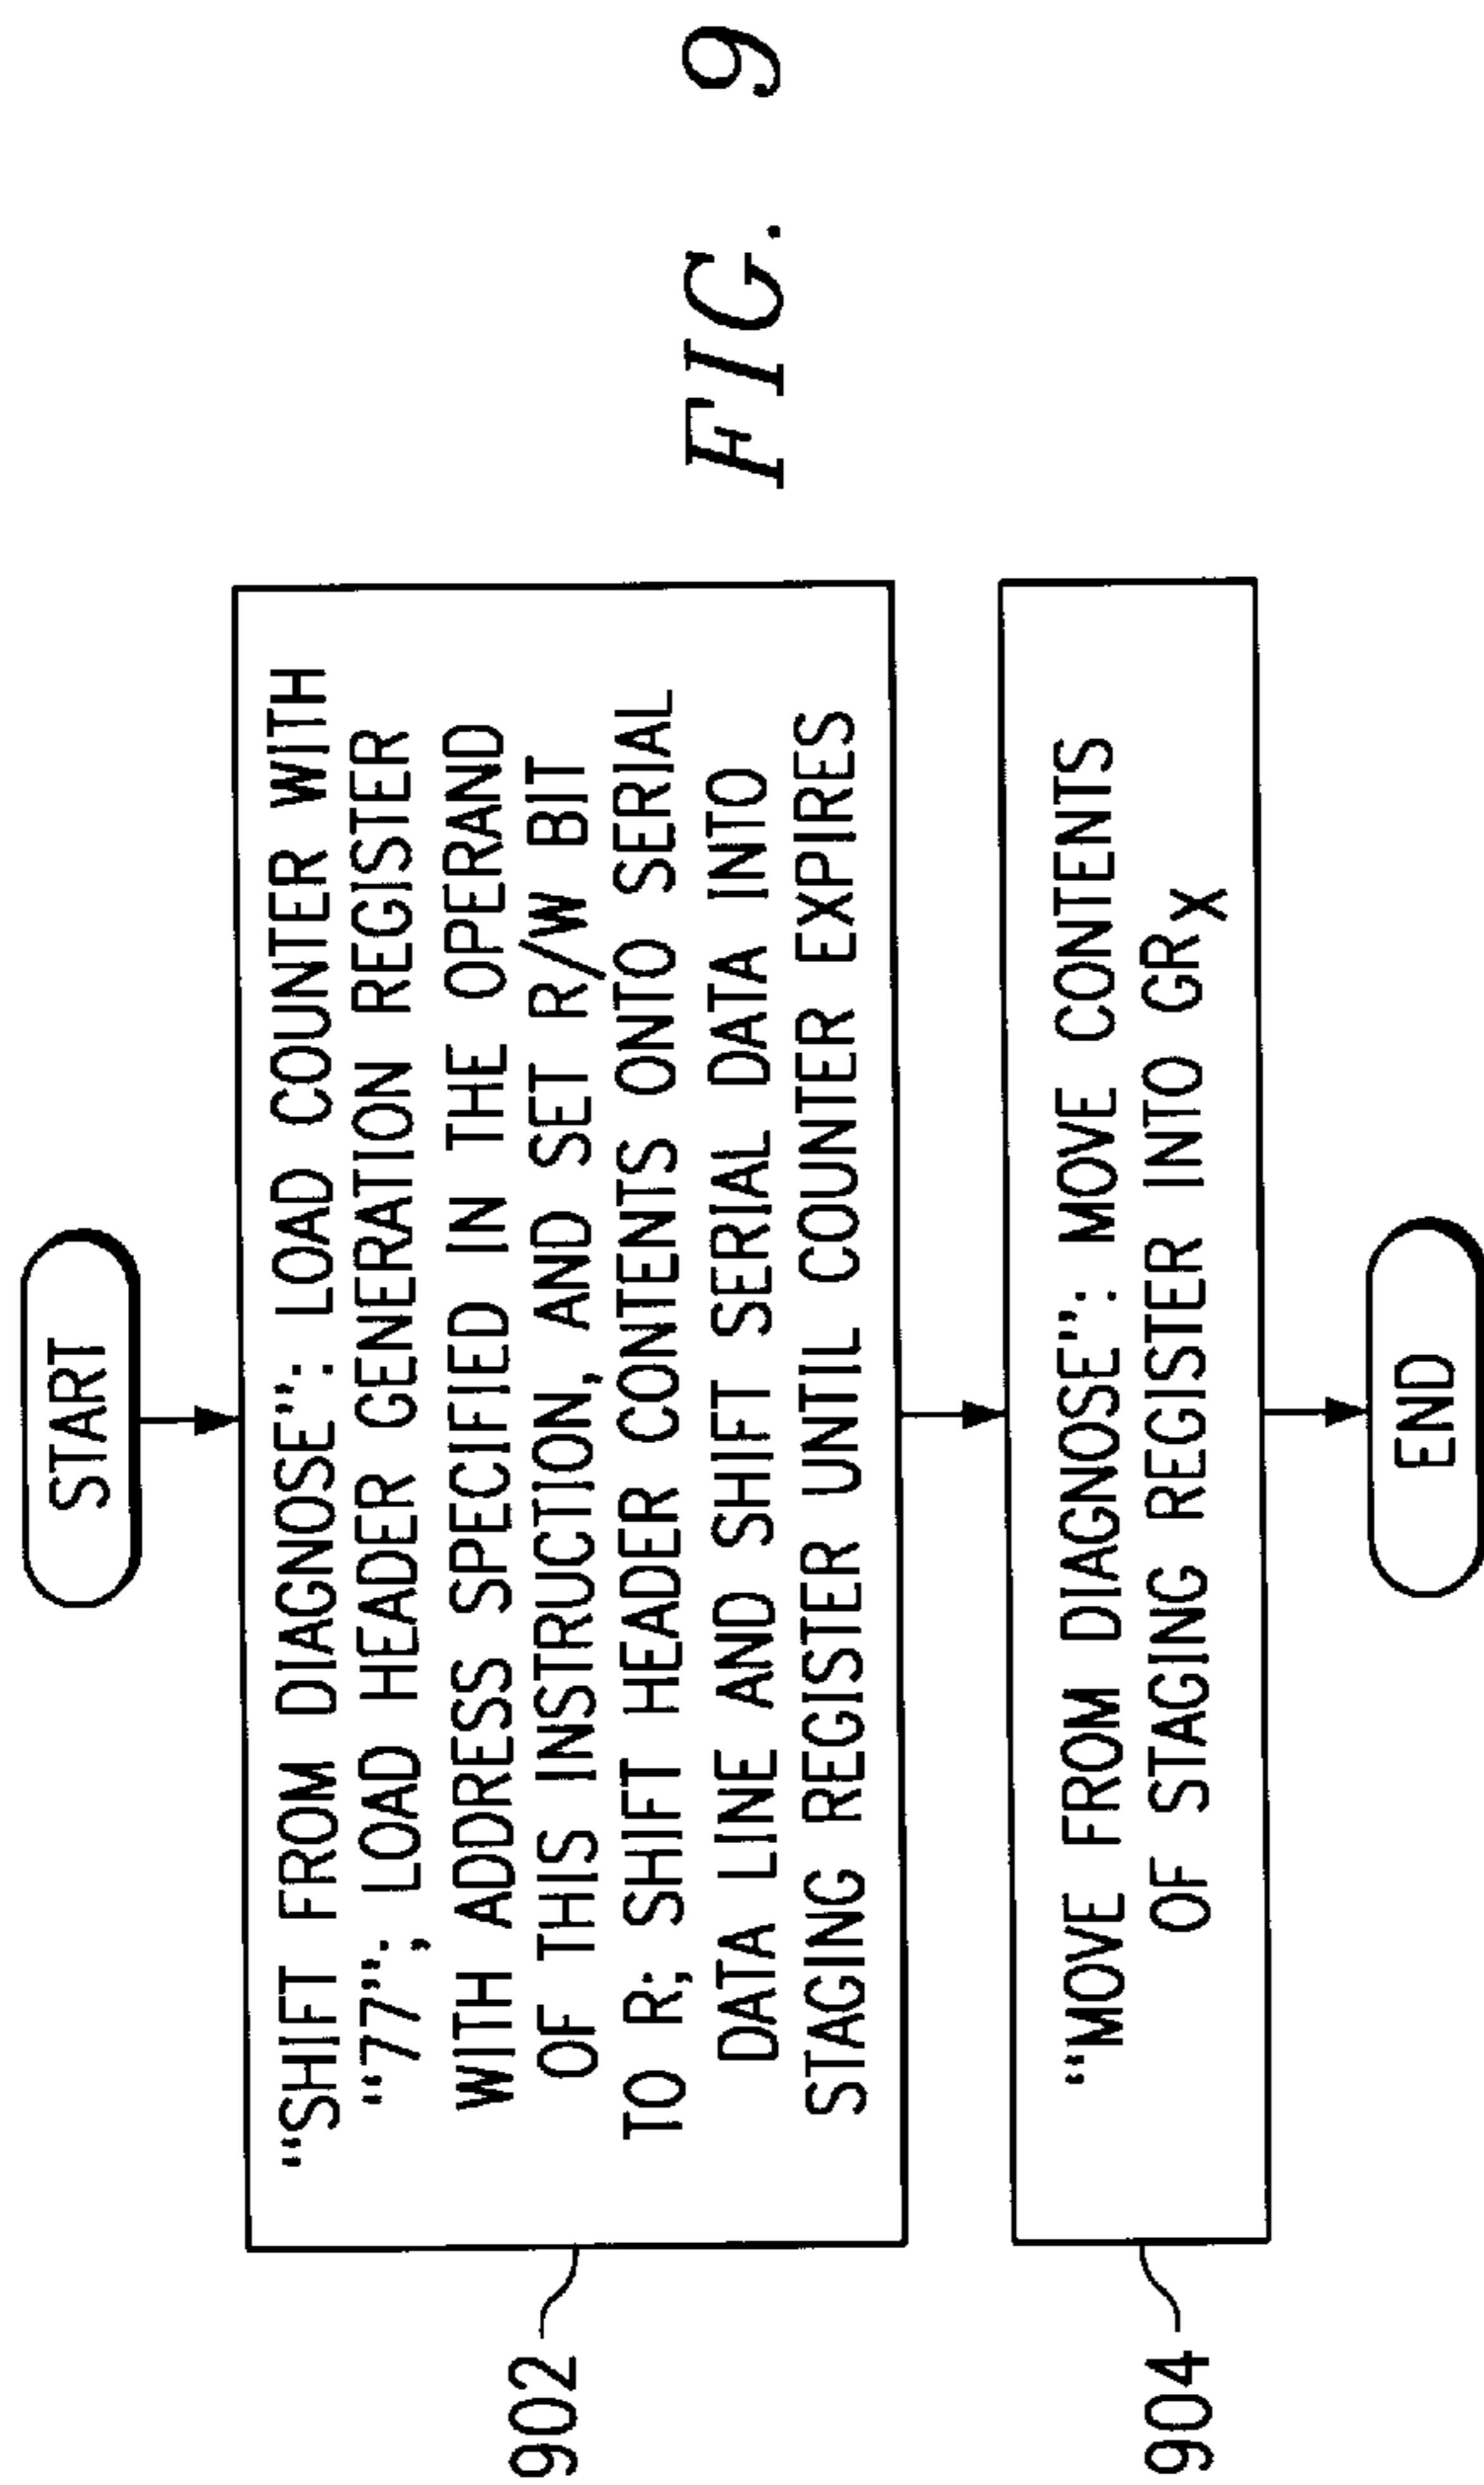 START
"SHIFT FROM DIAGNOSE": LOAD COUNTER WITH
"77"; LOAD HEADER GENERATION REGISTER
WITH ADDRESS SPECIFIED IN THE OPERAND
OF THIS INSTRUCTION, AND SET R/W BIT
TO R; SHIFT HEADER CONTENTS ONTO SERIAL
DATA LINE AND SHIFT SERIAL DATA INTO
STAGING REGISTER UNTIL COUNTER EXPIRES
902
"MOVE FROM DIAGNOSE": MOVE CONTENTS
OF STAGING REGISTER INTO GRX
904
END
FIG. 9